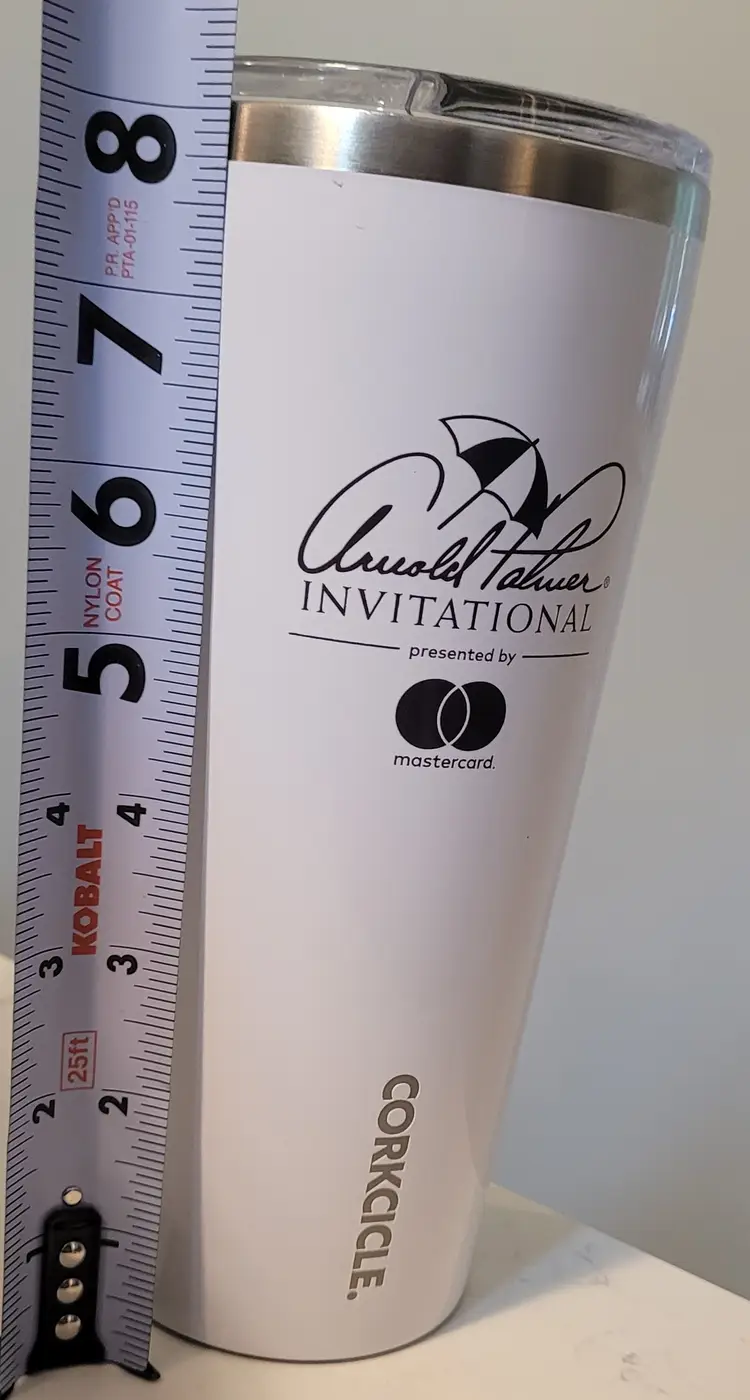 8
P.R. APP'D
PTA-01-115
7
6
NYLON
COAT
5
4 4
KOBALT
3 3
25ft
2 2
1
Arnold Palmer®
INVITATIONAL
presented by
mastercard.
CORKCICLE.